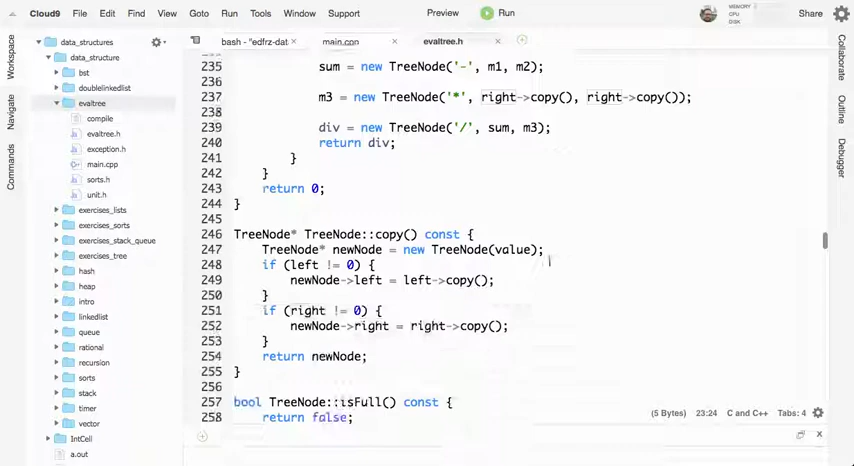 Cloud9 File Edit Find View Goto Run Tools Window Support Preview Run MEMORY CPU DISK Share
bash - "edfrz-dat main.cpp evaltree.h
Workspace
Navigate
Commands
data_structures
data_structure
bst
doublelinkedlist
evaltree
compile
evaltree.h
exception.h
main.cpp
sorts.h
unit.h
exercises_lists
exercises_sorts
exercises_stack_queue
exercises_tree
hash
heap
intro
linkedlist
queue
rational
recursion
sorts
stack
timer
vector
IntCell
a.out
235 sum = new TreeNode('-', m1, m2);
236
237 m3 = new TreeNode('*', right->copy(), right->copy());
238
239 div = new TreeNode('/', sum, m3);
240 return div;
241 }
242 }
243 return 0;
244 }
245
246 TreeNode* TreeNode::copy() const {
247 TreeNode* newNode = new TreeNode(value);
248 if (left != 0) {
249 newNode->left = left->copy();
250 }
251 if (right != 0) {
252 newNode->right = right->copy();
253 }
254 return newNode;
255 }
256
257 bool TreeNode::isFull() const {
258 return false;
(5 Bytes) 23:24 C and C++ Tabs: 4
Collaborate
Outline
Debugger